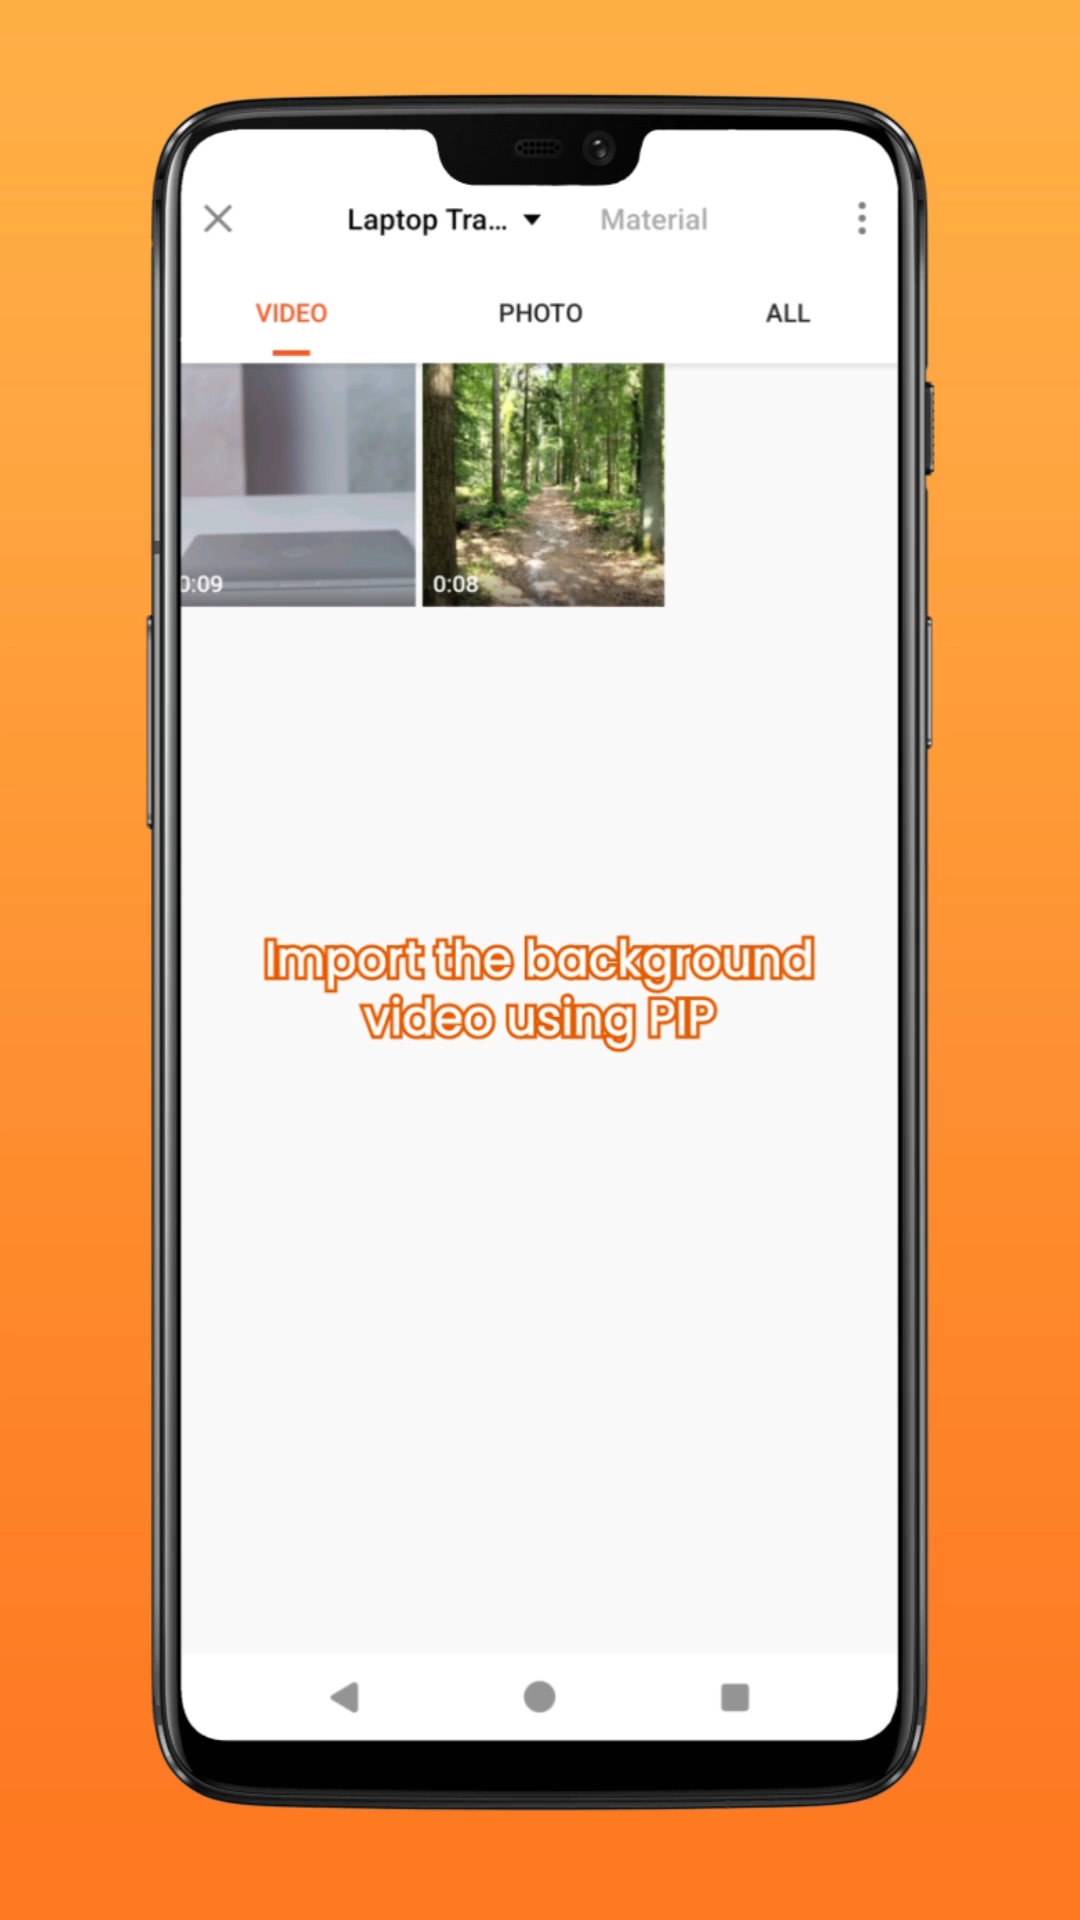 Laptop Tra... Material
VIDEO PHOTO ALL
0:09 0:08
Import the background
video using PIP